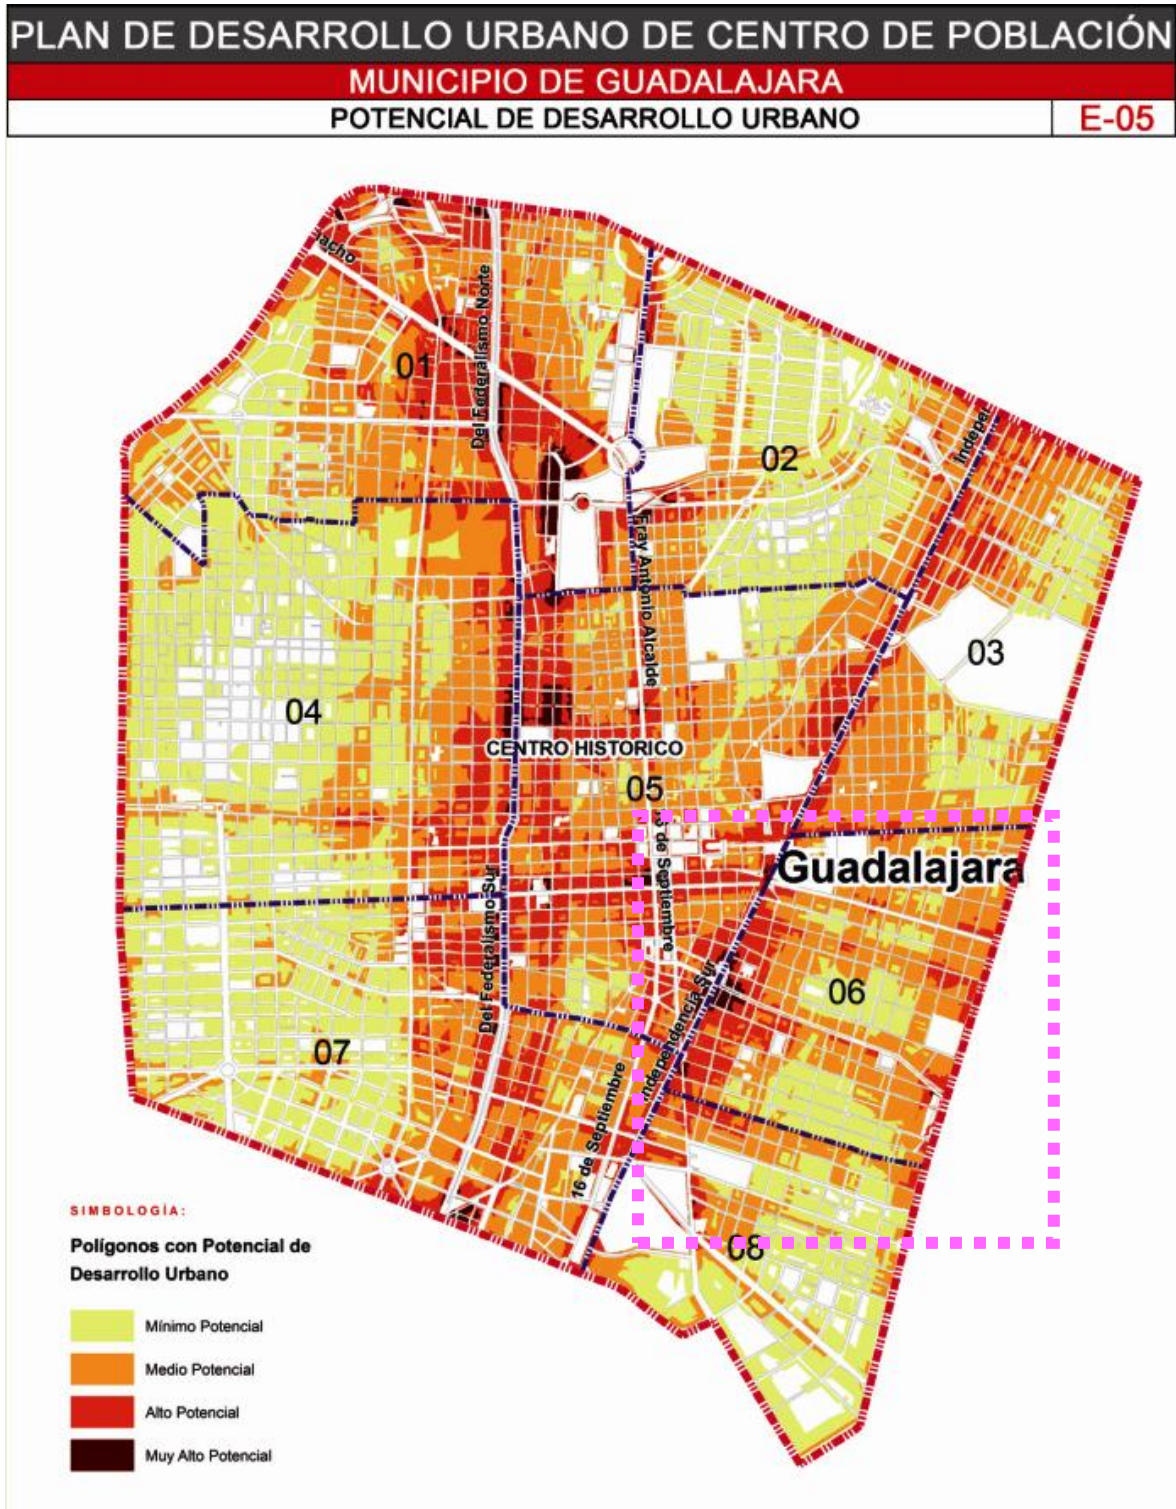 PLAN DE DESARROLLO URBANO DE CENTRO DE POBLACIÓN
MUNICIPIO DE GUADALAJARA
POTENCIAL DE DESARROLLO URBANO
E-05
acho
Del Federalismo Norte
01
02
Indepe
Fray Antonio Alcalde
03
04
CENTRO HISTORICO
05
16 de Septiembre
Guadalajara
Del Federalismo Sur
06
Independencia Sur
07
16 de Septiembre
08
SIMBOLOGÍA:
Polígonos con Potencial de
Desarrollo Urbano
Mínimo Potencial
Medio Potencial
Alto Potencial
Muy Alto Potencial